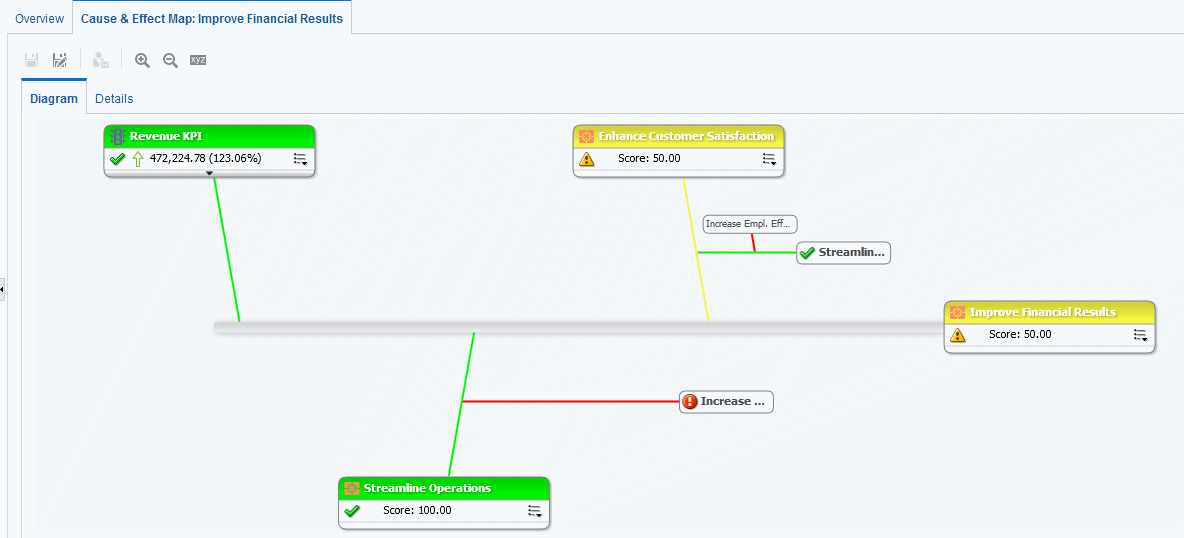 Overview
Cause & Effect Map: Improve Financial Results
xyz
Diagram
Details
Revenue KPI
472,224.78 (123.06%)
Enhance Customer Satisfaction
Score: 50.00
Increase Empl. Eff...
Streamlin...
Improve Financial Results
Score: 50.00
Increase ...
Streamline Operations
Score: 100.00